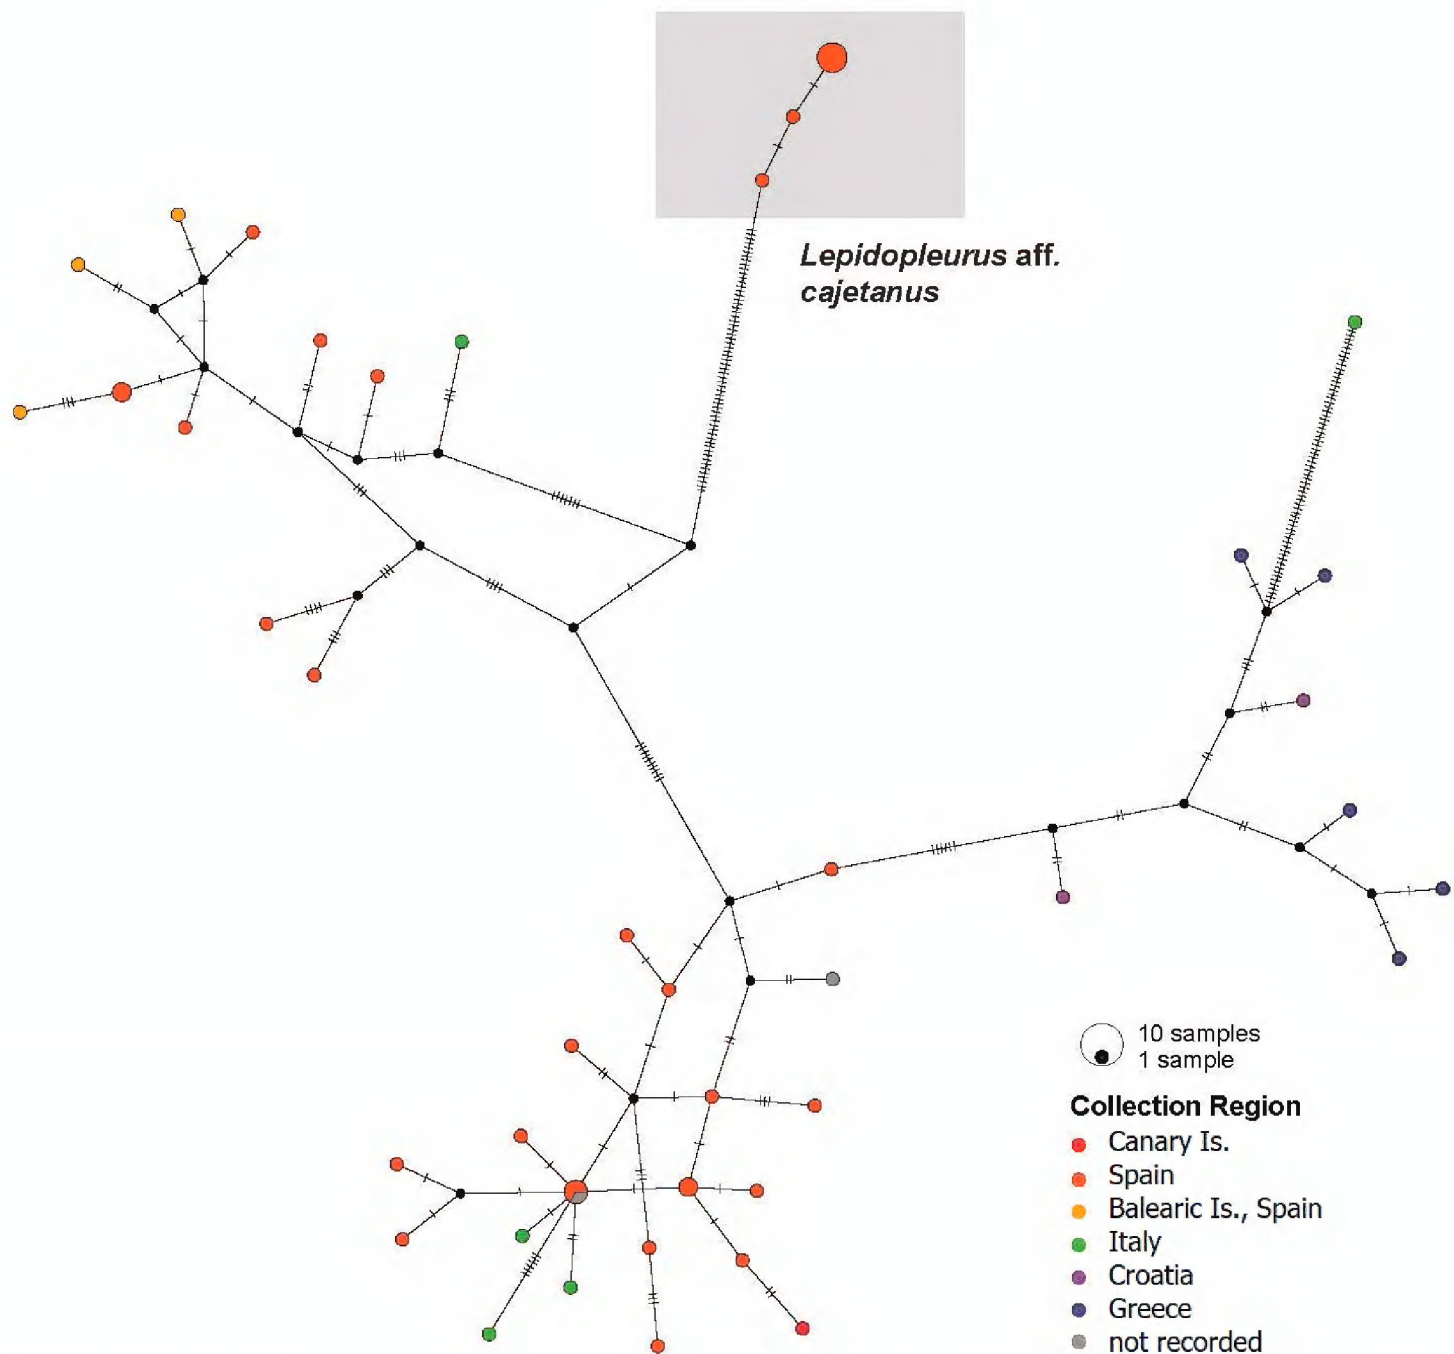 Lepidopleurus aff.
cajetanus
10 samples
1 sample
Collection Region
Canary Is.
Spain
Balearic Is., Spain
Italy
Croatia
Greece
not recorded